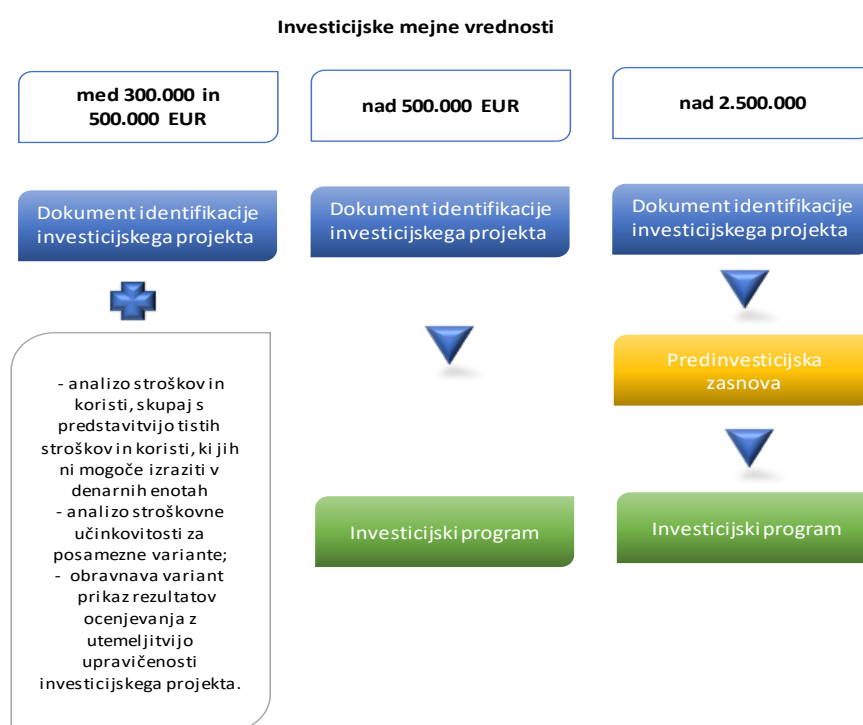 Investicijske mejne vrednosti
med 300.000 in
500.000 EUR
Dokument identifikacije
investicijskega projekta
- analizo stroškov in
koristi, skupaj s
predstavitvijo tistih
stroškov in koristi, ki jih
ni mogoče izraziti v
denarnih enotah
- analizo stroškovne
učinkovitosti za
posamezne variante;
- obravnava variant
prikaz rezultatov
ocenjevanja z
utemeljitvijo
upravičenosti
investicijskega projekta.
nad 500.000 EUR
Dokument identifikacije
investicijskega projekta
Investicijski program
nad 2.500.000
Dokument identifikacije
investicijskega projekta
Predinvesticijska
zasnova
Investicijski program